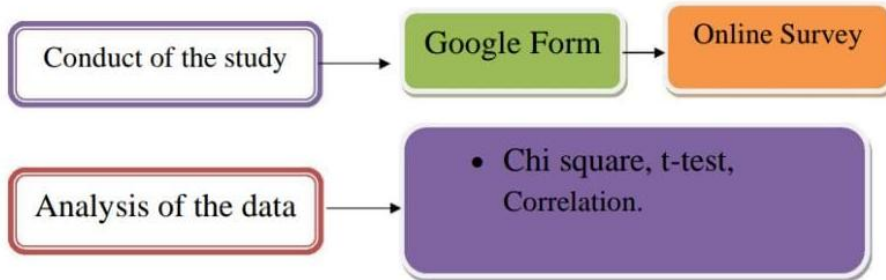 Conduct of the study
Google Form
Online Survey
Analysis of the data
• Chi square, t-test,
Correlation.